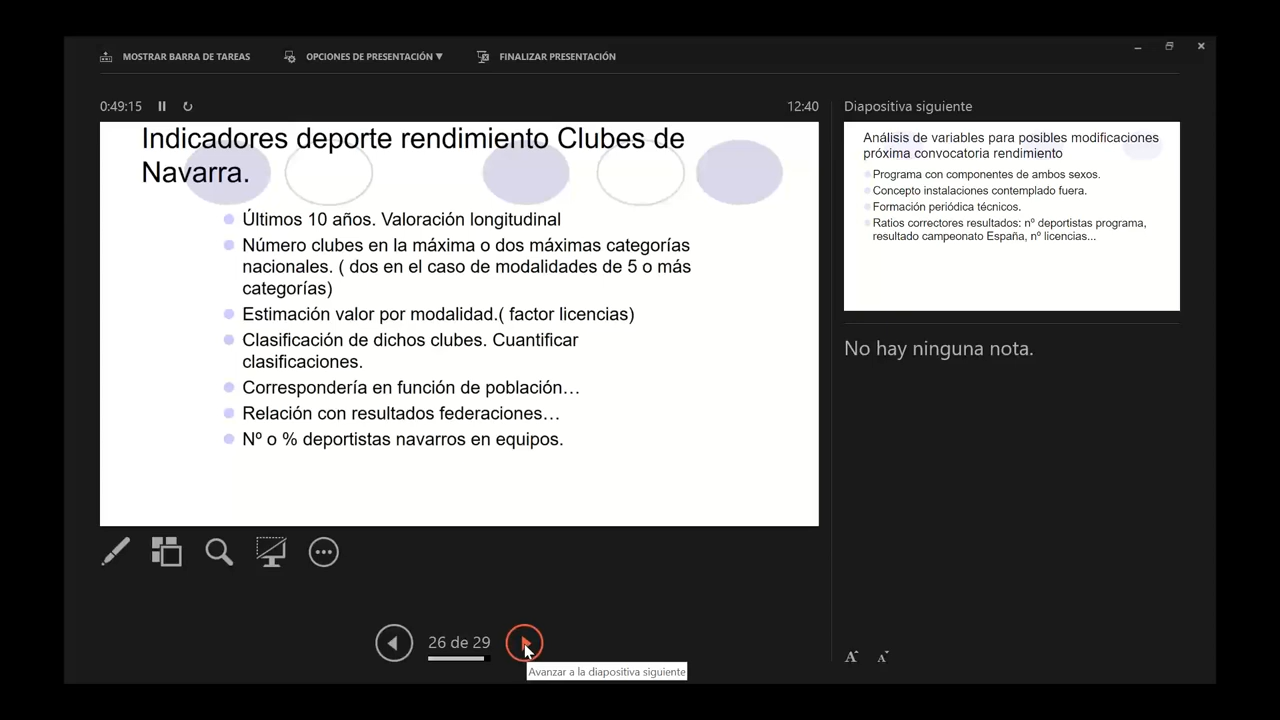 MOSTRAR BARRA DE TAREAS
OPCIONES DE PRESENTACIÓN ▼
FINALIZAR PRESENTACIÓN
0:49:15
12:40
Indicadores deporte rendimiento Clubes de
Navarra.
Últimos 10 años. Valoración longitudinal
Número clubes en la máxima o dos máximas categorías
nacionales. ( dos en el caso de modalidades de 5 o más
categorías)
Estimación valor por modalidad.( factor licencias)
Clasificación de dichos clubes. Cuantificar
clasificaciones.
Correspondería en función de población…
Relación con resultados federaciones…
Nº o % deportistas navarros en equipos.
26 de 29
Avanzar a la diapositiva siguiente
Diapositiva siguiente
Análisis de variables para posibles modificaciones
próxima convocatoria rendimiento
Programa con componentes de ambos sexos.
Concepto instalaciones contemplado fuera.
Formación periódica técnicos.
Ratios correctores resultados: nº deportistas programa,
resultado campeonato España, nº licencias...
No hay ninguna nota.
A A